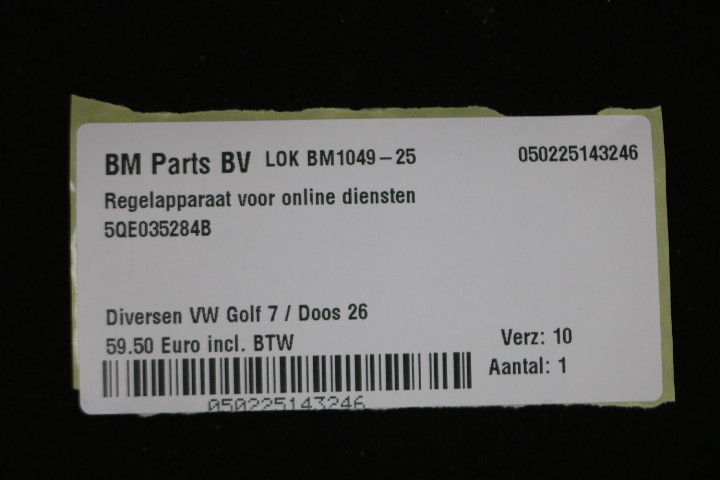 BM Parts BV LOK BM1049-25 050225143246
Regelapparaat voor online diensten
5QE035284B
Diversen VW Golf 7 / Doos 26
59.50 Euro incl. BTW
Verz: 10
Aantal: 1
050225143246